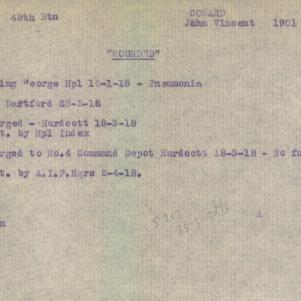 48th Btn
COWARD
John Vincent 1901
"WOUNDED"
ing George Hpl 10-1-18 - Pneumonia
Dartford 28-2-18
rged - Hurdcott 18-3-18
t. by Hpl Index
rged to No.4 Command Depot Hurdcott 18-3-18 - No fu
t. by A.I.F.Hqrs 2-4-18.
n